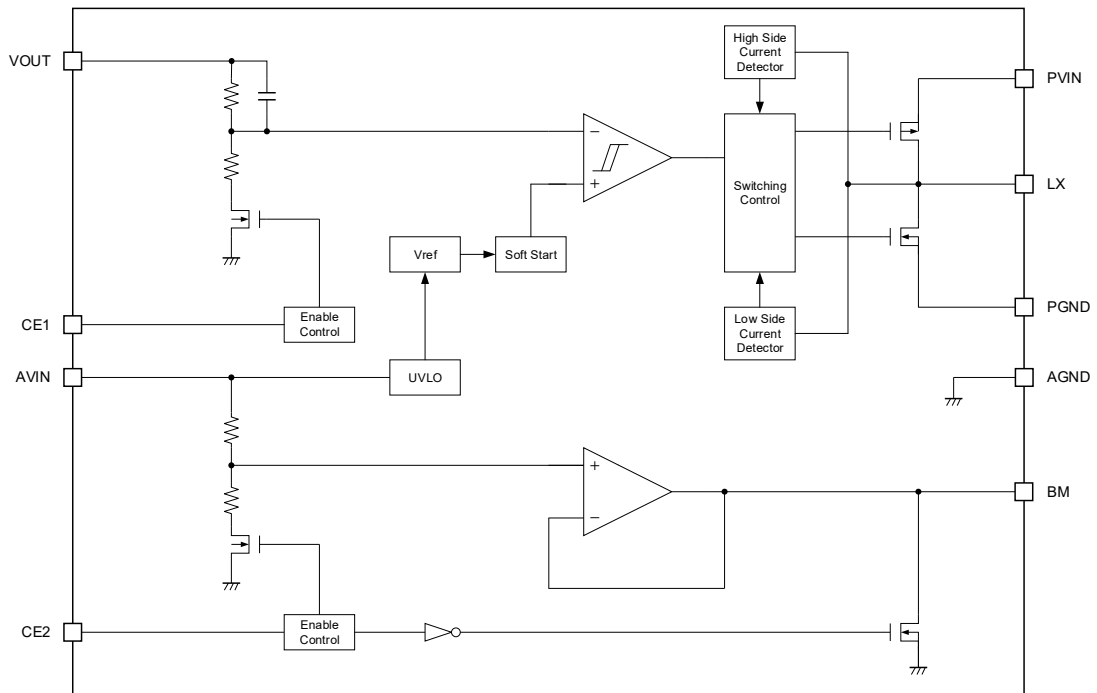 VOUT
High Side
Current
Detector
PVIN
−
+
Switching
Control
LX
Vref
Soft Start
CE1
Enable
Control
Low Side
Current
Detector
PGND
AVIN
UVLO
AGND
+
−
BM
CE2
Enable
Control